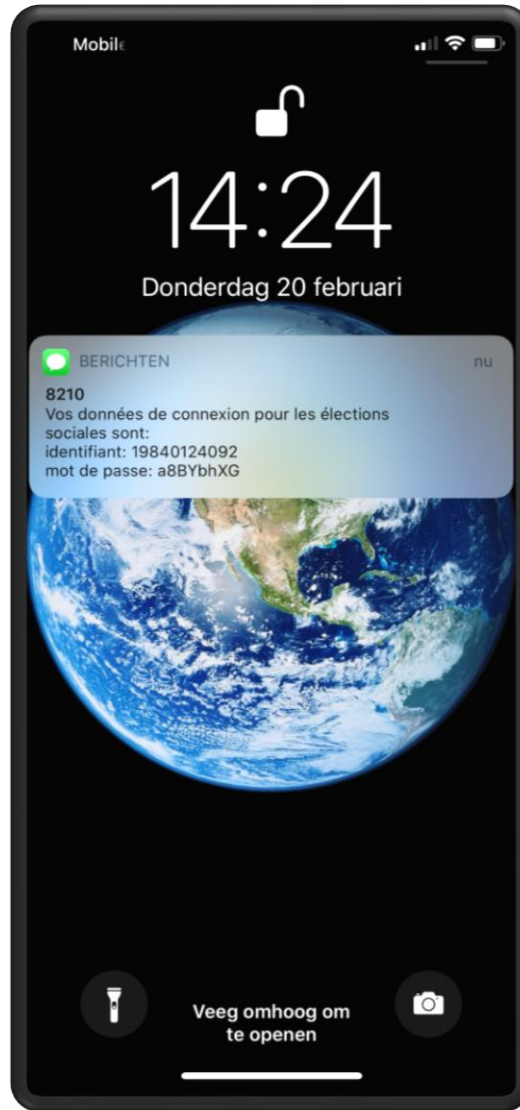 Mobile
14:24
Donderdag 20 februari
BERICHTEN nu
8210
Vos données de connexion pour les élections
sociales sont:
identifiant: 19840124092
mot de passe: a8BYbhXG
Veeg omhoog om
te openen